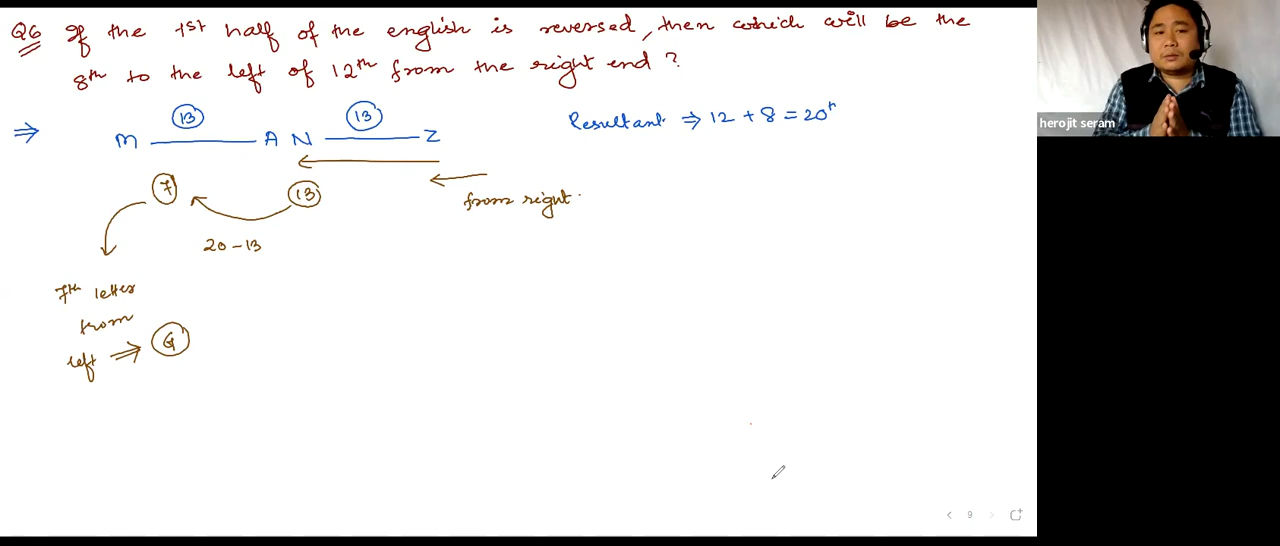 Q6 If the 1st half of the english is reversed, then which will be the
8th to the left of 12th from the right end?
⇒ M 13 A N 13 Z
Resultant ⇒ 12 + 8 = 20th
7 13
from right.
20 - 13
7th letter
from
left ⇒ G
herojit seram
9